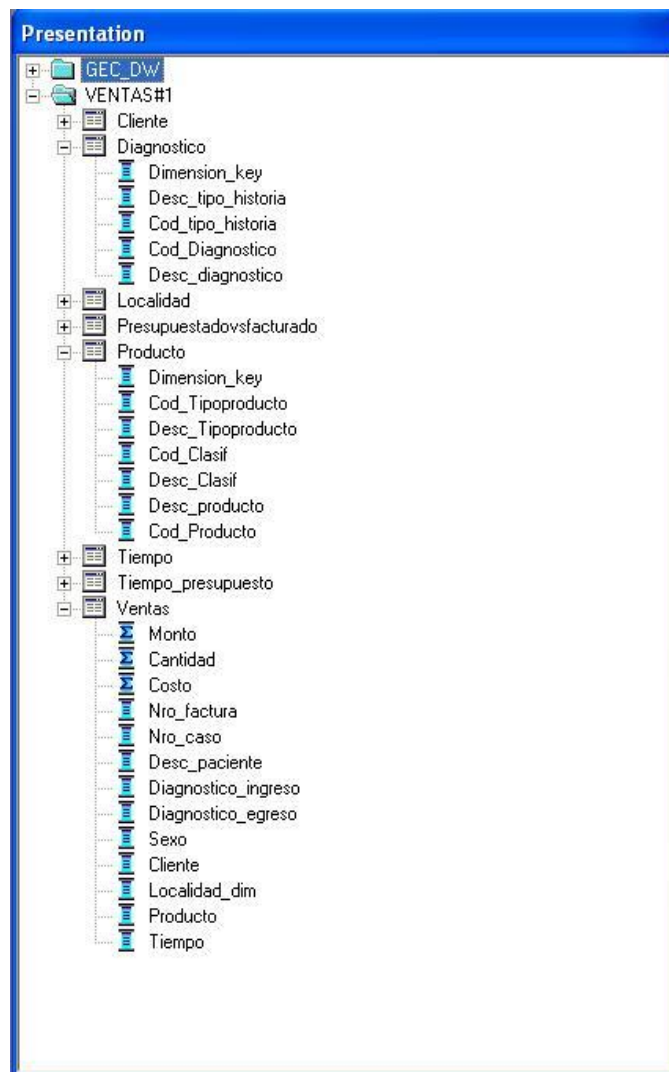 Presentation
GEC_DW
VENTAS#1
Cliente
Diagnostico
Dimension_key
Desc_tipo_historia
Cod_tipo_historia
Cod_Diagnostico
Desc_diagnostico
Localidad
Presupuestadovsfacturado
Producto
Dimension_key
Cod_Tipoproducto
Desc_Tipoproducto
Cod_Clasif
Desc_Clasif
Desc_producto
Cod_Producto
Tiempo
Tiempo_presupuesto
Ventas
Monto
Cantidad
Costo
Nro_factura
Nro_caso
Desc_paciente
Diagnostico_ingreso
Diagnostico_egreso
Sexo
Cliente
Localidad_dim
Producto
Tiempo